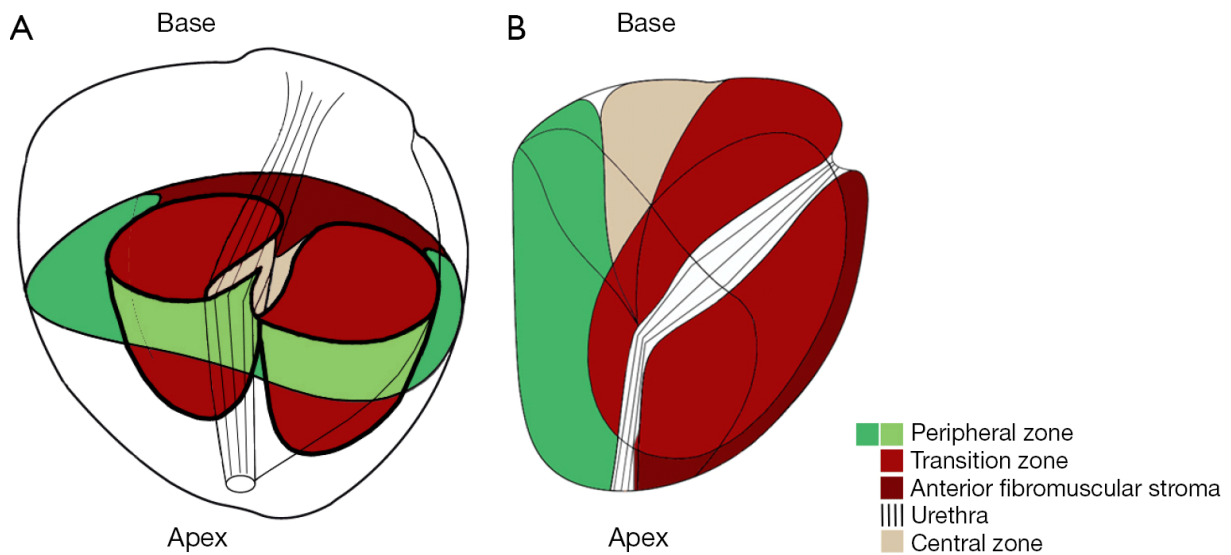 A
Base
B
Base
Apex
Apex
Peripheral zone
Transition zone
Anterior fibromuscular stroma
Urethra
Central zone